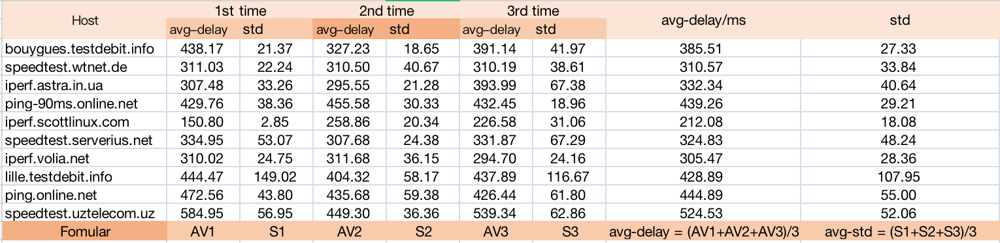 Host 1st time 2nd time 3rd time avg-delay/ms std
avg-delay std avg-delay std avg-delay std
bouygues.testdebit.info 438.17 21.37 327.23 18.65 391.14 41.97 385.51 27.33
speedtest.wtnet.de 311.03 22.24 310.50 40.67 310.19 38.61 310.57 33.84
iperf.astra.in.ua 307.48 33.26 295.55 21.28 393.99 67.38 332.34 40.64
ping-90ms.online.net 429.76 38.36 455.58 30.33 432.45 18.96 439.26 29.21
iperf.scottlinux.com 150.80 2.85 258.86 20.34 226.58 31.06 212.08 18.08
speedtest.serverius.net 334.95 53.07 307.68 24.38 331.87 67.29 324.83 48.24
iperf.volia.net 310.02 24.75 311.68 36.15 294.70 24.16 305.47 28.36
lille.testdebit.info 444.47 149.02 404.32 58.17 437.89 116.67 428.89 107.95
ping.online.net 472.56 43.80 435.68 59.38 426.44 61.80 444.89 55.00
speedtest.uztelecom.uz 584.95 56.95 449.30 36.36 539.34 62.86 524.53 52.06
Fomular AV1 S1 AV2 S2 AV3 S3 avg-delay = (AV1+AV2+AV3)/3 avg-std = (S1+S2+S3)/3